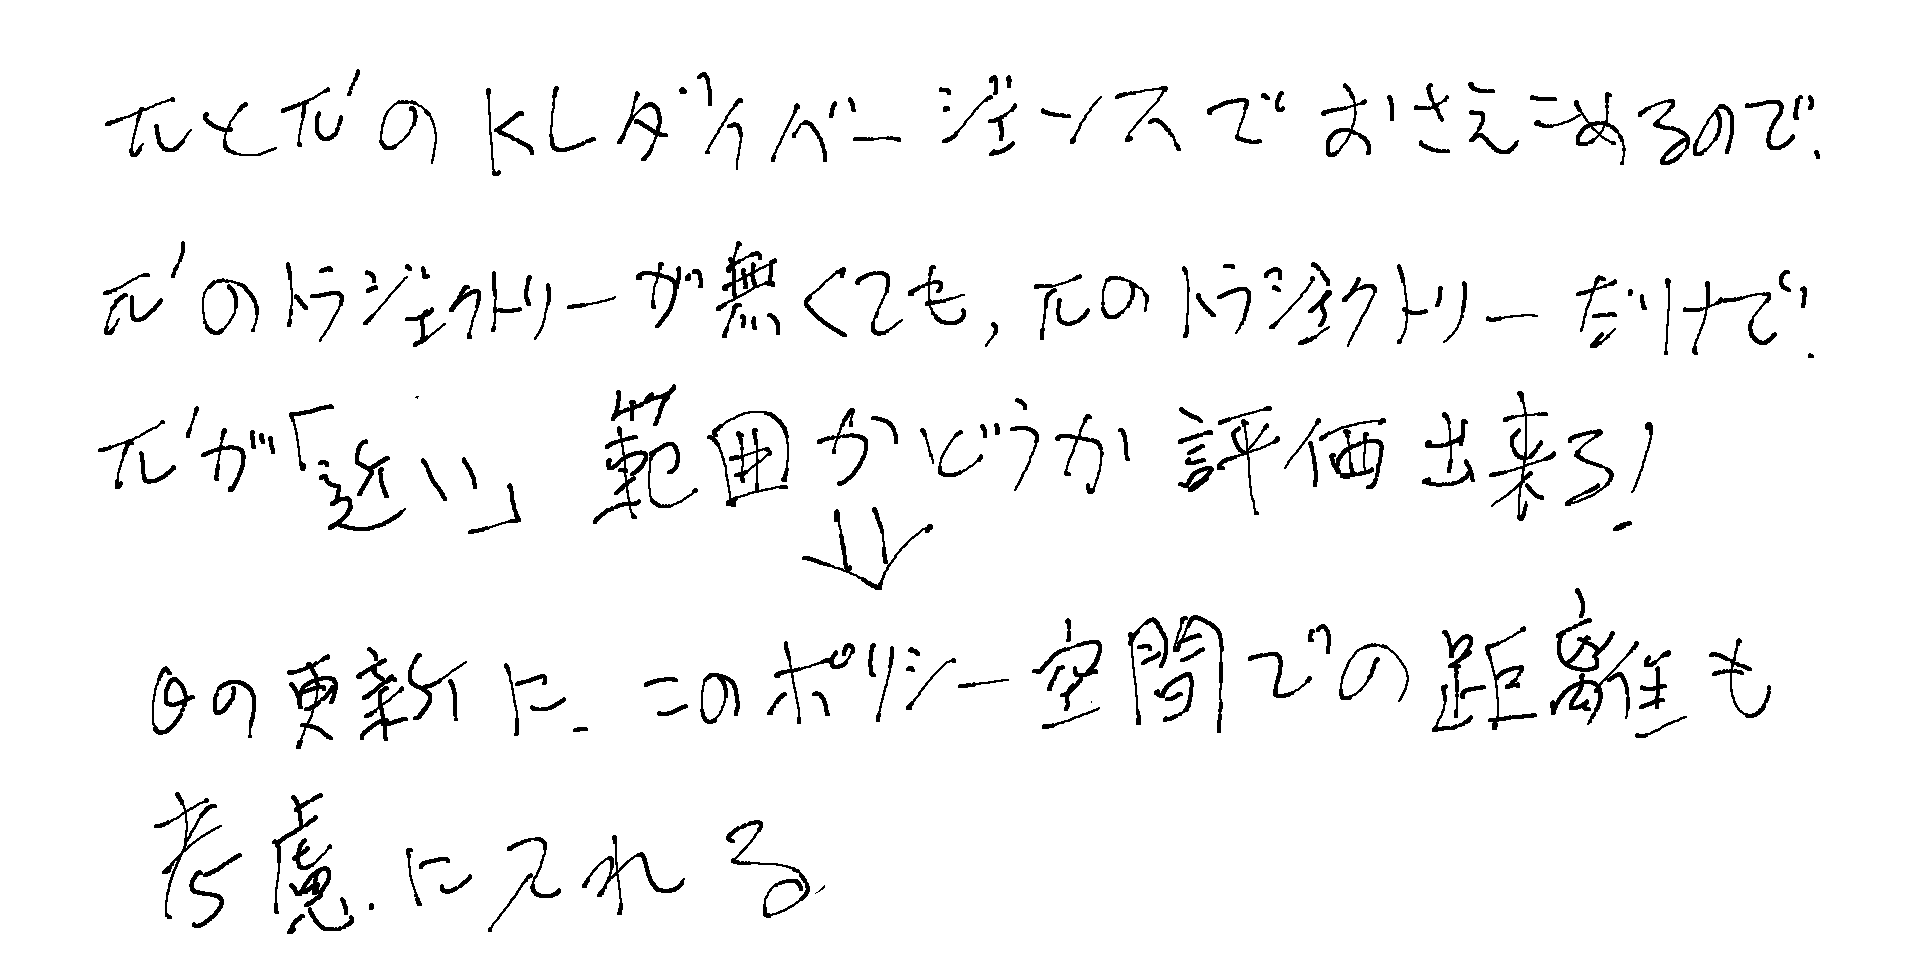 πとπ'のKLダイバージェンスでおさえこめるので.
π'のトラジェクトリーが無くても,πのトラジェクトリーだけで.
π'が「近い」範囲かどうか評価出来る!
⇓
θの更新に.このポリシー空間での距離も
考慮.に入れる.